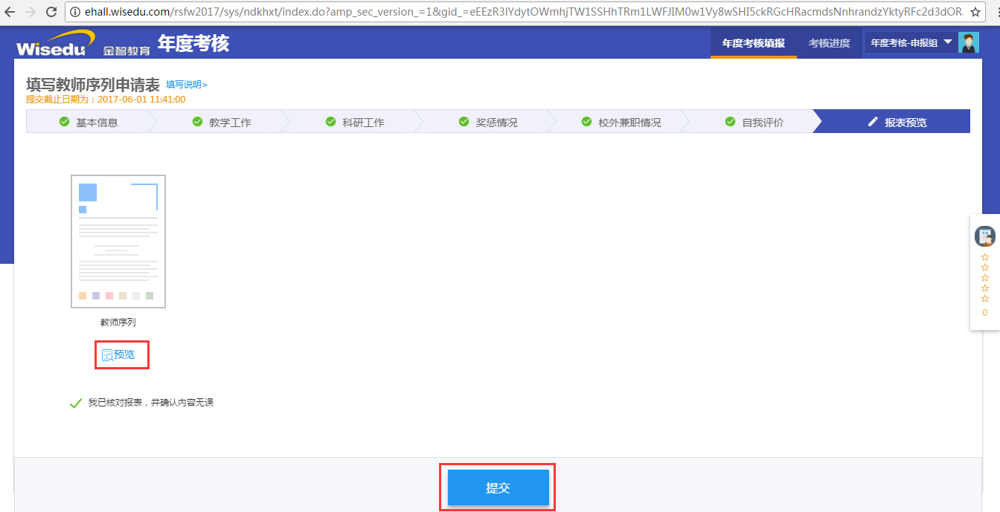 ehall.wisedu.com/rsfw2017/sys/ndkhxt/index.do?amp_sec_version_=1&gid_=eEEzR3lYdytOWmhjTW1SSHhTRm1LWFJIM0w1Vy8wSHI5ckRGcHRacmdsNnhrandzYktyRFc2d3dOR
Wisedu 金智教育 年度考核
年度考核填报 考核进度 年度考核-申报组
填写教师序列申请表 填写说明>
提交截止日期为：2017-06-01 11:41:00
基本信息 教学工作 科研工作 奖惩情况 校外兼职情况 自我评价 报表预览
教师序列
预览
我已核对报表，并确认内容无误
0
提交